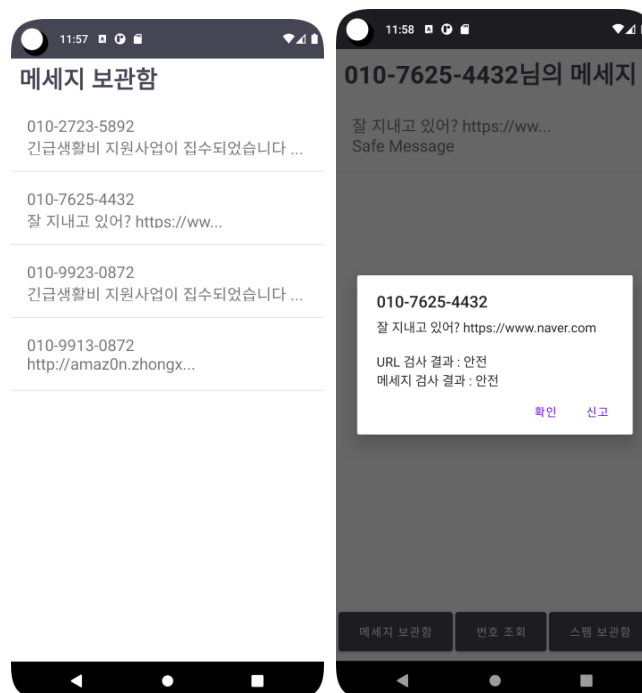 11:57
메세지 보관함
010-2723-5892
긴급생활비 지원사업이 집수되었습니다 ...
010-7625-4432
잘 지내고 있어? https://ww...
010-9923-0872
긴급생활비 지원사업이 집수되었습니다 ...
010-9913-0872
http://amaz0n.zhongx...
11:58
010-7625-4432님의 메세지
잘 지내고 있어? https://ww...
Safe Message
010-7625-4432
잘 지내고 있어? https://www.naver.com
URL 검사 결과 : 안전
메세지 검사 결과 : 안전
확인 신고
메세지 보관함 번호 조회 스펨 보관함